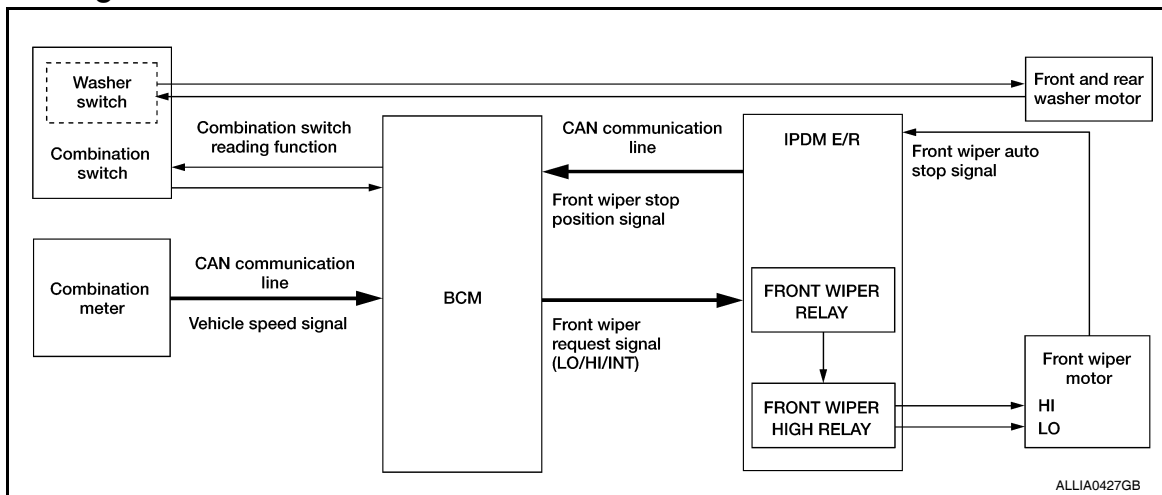 Washer
switch
Combination
switch
Combination switch
reading function
CAN communication
line
Front wiper stop
position signal
IPDM E/R
Front and rear
washer motor
Front wiper auto
stop signal
Combination
meter
CAN communication
line
Vehicle speed signal
BCM
Front wiper
request signal
(LO/HI/INT)
FRONT WIPER
RELAY
FRONT WIPER
HIGH RELAY
Front wiper
motor
HI
LO
ALLIA0427GB